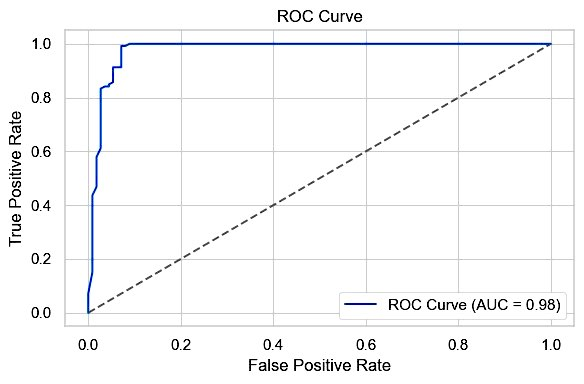 ROC Curve
True Positive Rate
1.0
0.8
0.6
0.4
0.2
0.0
ROC Curve (AUC = 0.98)
0.0 0.2 0.4 0.6 0.8 1.0
False Positive Rate